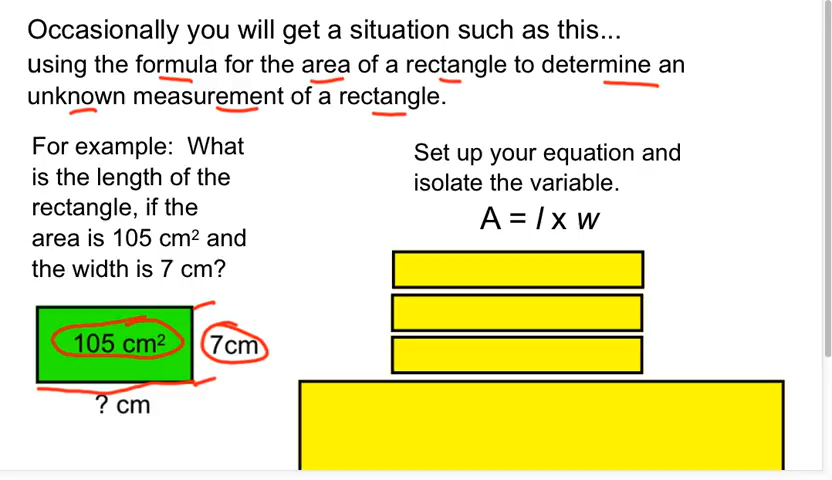 Occasionally you will get a situation such as this...
using the formula for the area of a rectangle to determine an
unknown measurement of a rectangle.
For example: What
is the length of the
rectangle, if the
area is 105 cm² and
the width is 7 cm?
105 cm²
7cm
? cm
Set up your equation and
isolate the variable.
A = l x w